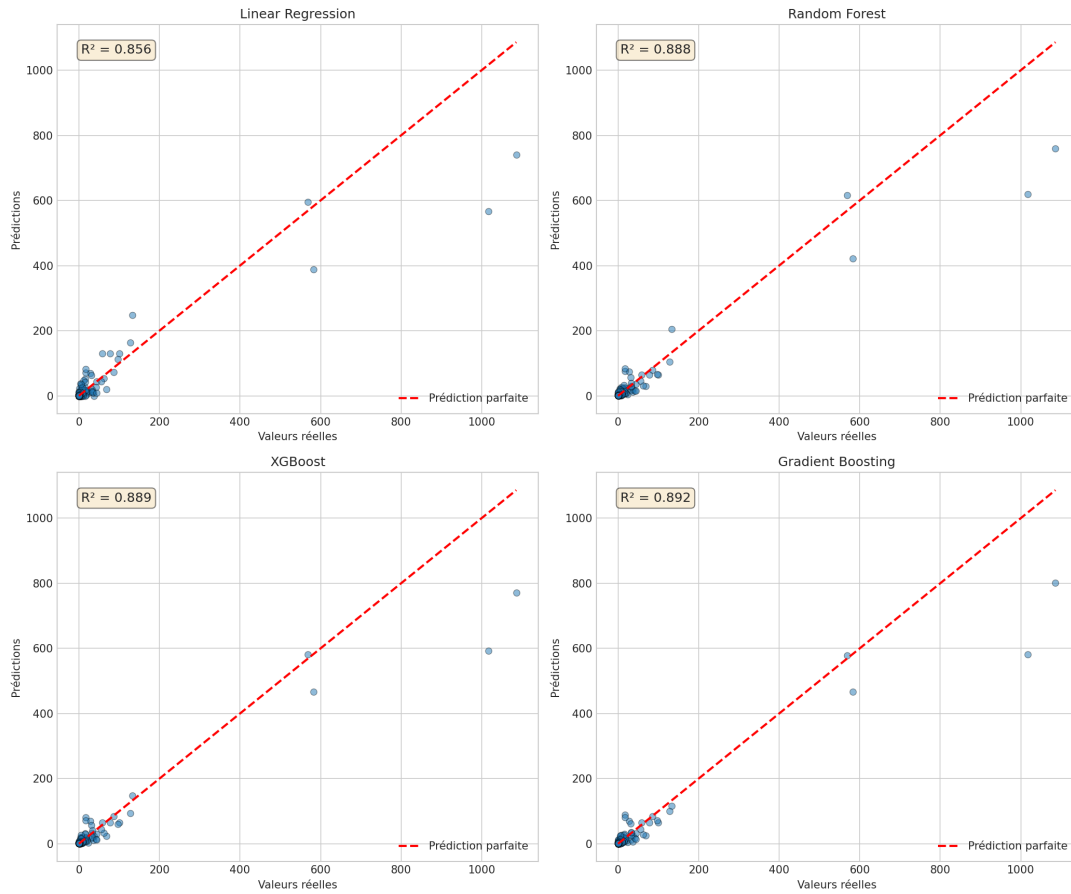 Linear Regression
R² = 0.856
1000
800
600
400
200
0
Prédictions
Prédiction parfaite
0 200 400 600 800 1000
Valeurs réelles
Random Forest
R² = 0.888
1000
800
600
400
200
0
Prédictions
Prédiction parfaite
0 200 400 600 800 1000
Valeurs réelles
XGBoost
R² = 0.889
1000
800
600
400
200
0
Prédictions
Prédiction parfaite
0 200 400 600 800 1000
Valeurs réelles
Gradient Boosting
R² = 0.892
1000
800
600
400
200
0
Prédictions
Prédiction parfaite
0 200 400 600 800 1000
Valeurs réelles